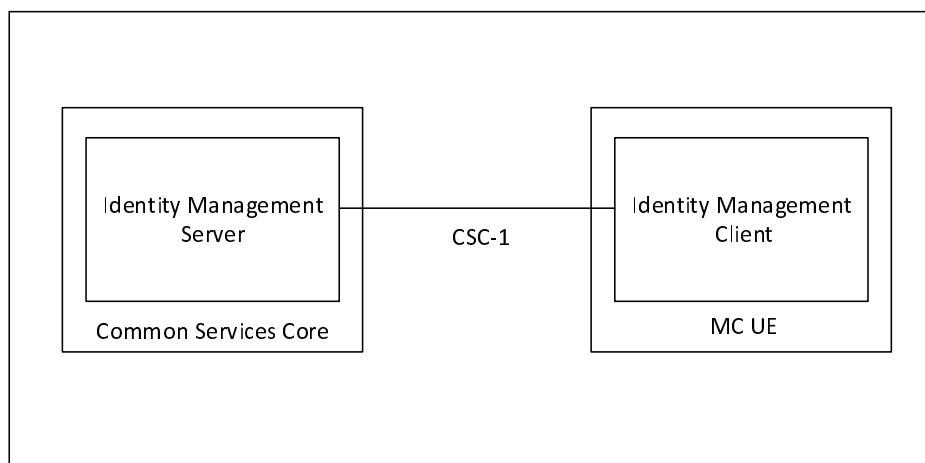 Identity Management
Server
Common Services Core
CSC-1
Identity Management
Client
MC UE